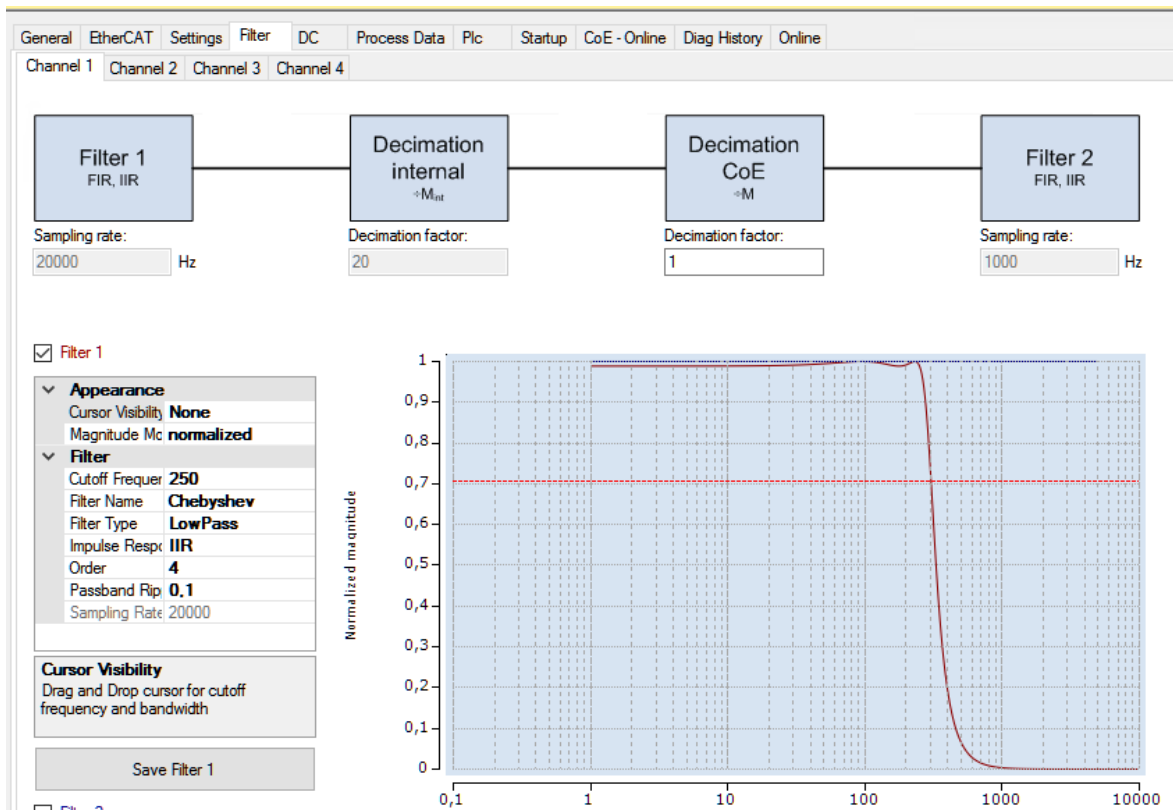 General EtherCAT Settings Filter DC Process Data Plc Startup CoE - Online Diag History Online
Channel 1 Channel 2 Channel 3 Channel 4
Filter 1
FIR, IIR
Decimation
internal
÷Mint
Decimation
CoE
÷M
Filter 2
FIR, IIR
Sampling rate:
20000 Hz
Decimation factor:
20
Decimation factor:
1
Sampling rate:
1000 Hz
Filter 1
Appearance
Cursor Visibility None
Magnitude Mc normalized
Filter
Cutoff Frequer 250
Filter Name Chebyshev
Filter Type LowPass
Impulse Respo IIR
Order 4
Passband Rip 0,1
Sampling Rate 20000
Cursor Visibility
Drag and Drop cursor for cutoff
frequency and bandwidth
Save Filter 1
Normalized magnitude
1
0,9
0,8
0,7
0,6
0,5
0,4
0,3
0,2
0,1
0
0,1 1 10 100 1000 10000